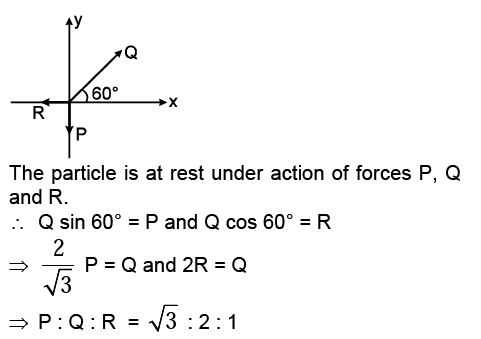 y
Q
60°
x
R
P
The particle is at rest under action of forces P, Q
and R.
∴ Q sin 60° = P and Q cos 60° = R
⇒ 2/√3 P = Q and 2R = Q
⇒ P : Q : R = √3 : 2 : 1